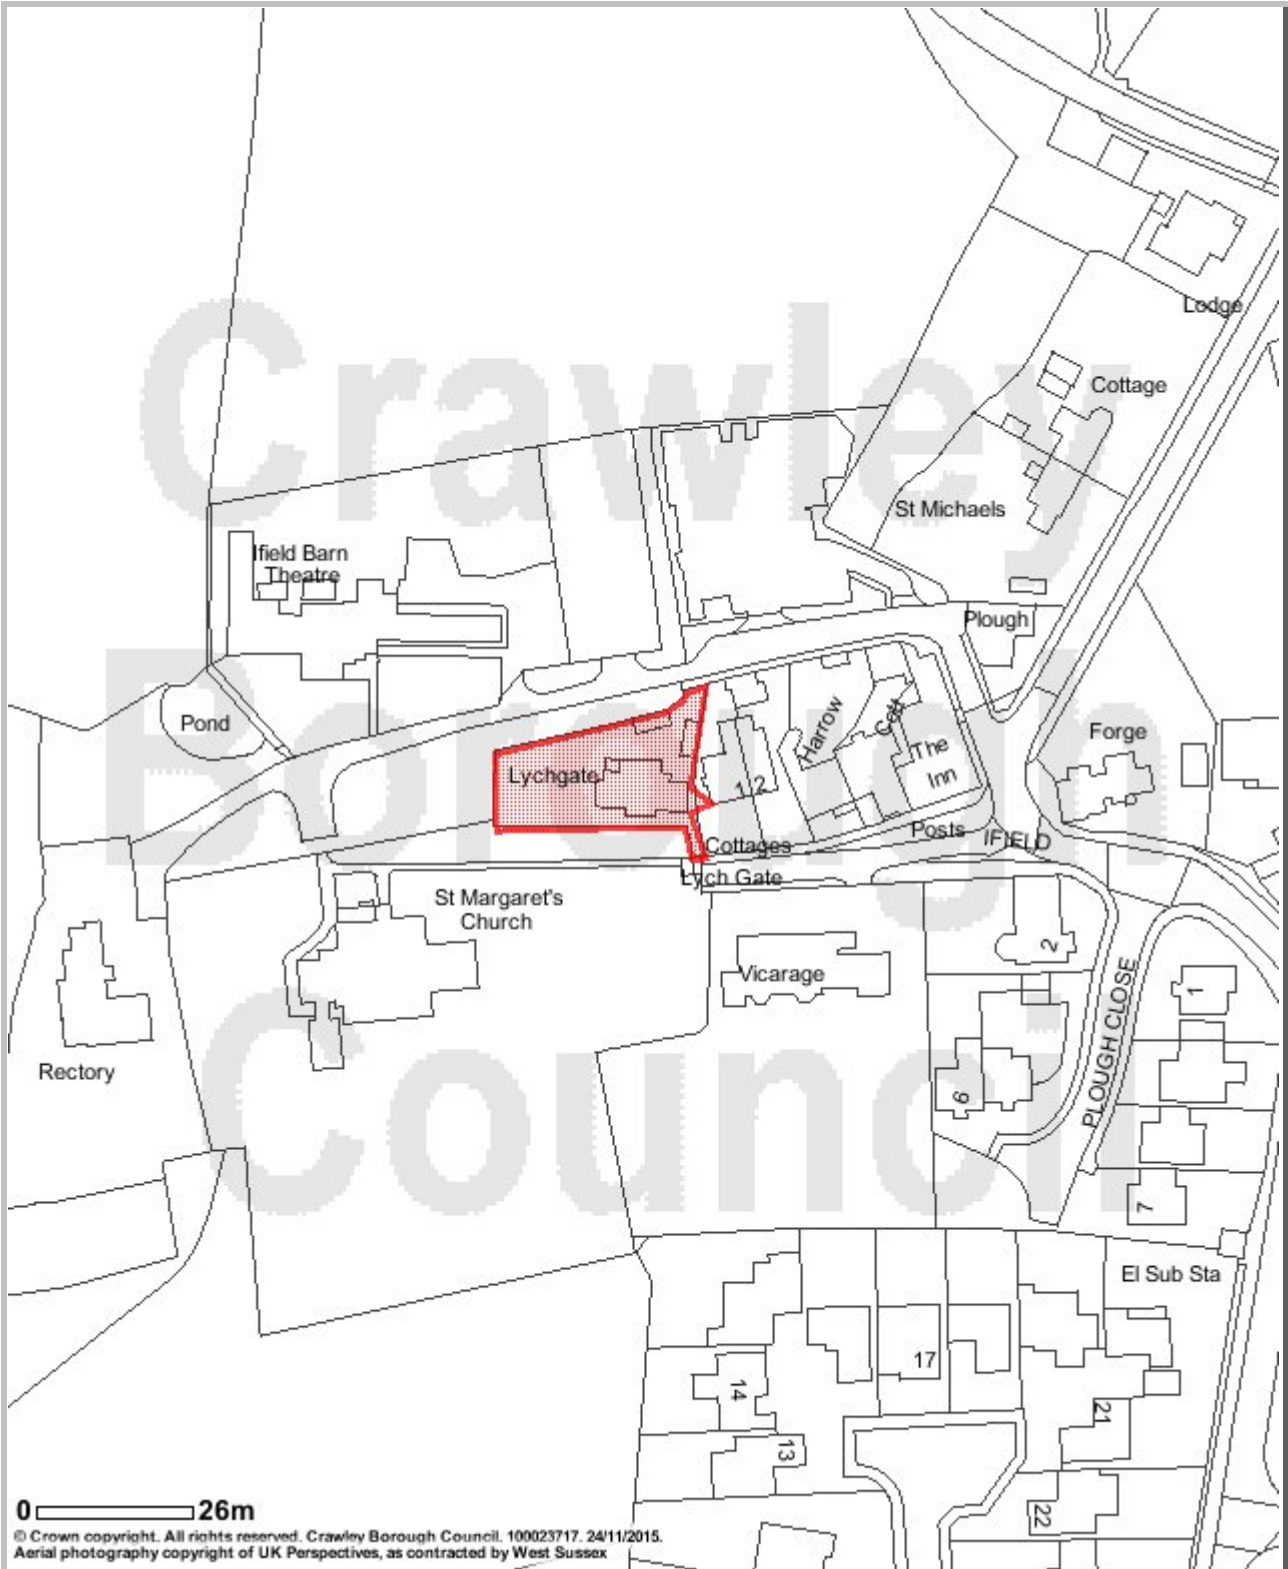 Crawley
Borough
Council
Lodge
Cottage
St Michaels
Ifield Barn
Theatre
Plough
Pond
Harrow
Cott
The
Inn
Forge
Lychgate
1 2
Cottages
Posts
IFIELD
Lych Gate
St Margaret's
Church
2
Vicarage
PLOUGH CLOSE
1
Rectory
6
7
El Sub Sta
17
14
21
13
22
0 26m
© Crown copyright. All rights reserved. Crawley Borough Council. 100023717. 24/11/2015.
Aerial photography copyright of UK Perspectives, as contracted by West Sussex